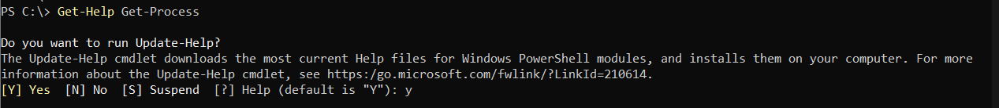 PS C:\> Get-Help Get-Process
Do you want to run Update-Help?
The Update-Help cmdlet downloads the most current Help files for Windows PowerShell modules, and installs them on your computer. For more
information about the Update-Help cmdlet, see https:/go.microsoft.com/fwlink/?LinkId=210614.
[Y] Yes  [N] No  [S] Suspend  [?] Help (default is "Y"): y